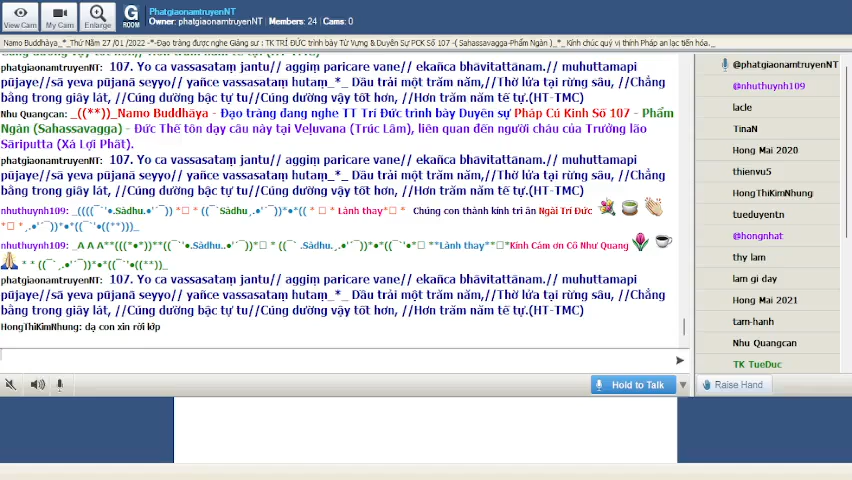 PhatgiaonamtruyenNT
Owner: phatgiaonamtruyenNT | Members: 24 | Cams: 0
View Cam
My Cam
Enlarge
G
ROOM
Namo Buddhàya_*_Thứ Năm 27 /01 /2022 -*-Đạo tràng được nghe Giảng sư : TK TRÍ ĐỨC trình bày Từ Vựng & Duyên Sự PCK Số 107 -( Sahassavagga-Phẩm Ngàn )_*_ Kính chúc quý vị thính Pháp an lạc tiến hóa._
phatgiaonamtruyenNT: 107. Yo ca vassasataṃ jantu// aggiṃ paricare vane// ekañca bhāvitattānaṃ. muhuttamapi
pūjaye//sā yeva pūjanā seyyo// yañce vassasataṃ hutaṃ_*_ Dầu trải một trăm năm,//Thờ lửa tại rừng sâu, //Chẳng
bằng trong giây lát, //Cúng dường bậc tự tu//Cúng dường vậy tốt hơn, //Hơn trăm năm tế tự.(HT-TMC)
Nhu Quangcan: _((**))_Namo Buddhāya - Đạo tràng đang nghe TT Trí Đức trình bày Duyên sự Pháp Cú Kinh Số 107 - Phẩm
Ngàn (Sahassavagga) - Đức Thế tôn dạy câu này tại Veḷuvana (Trúc Lâm), liên quan đến người cháu của Trưởng lão
Sāriputta (Xá Lợi Phất).
phatgiaonamtruyenNT: 107. Yo ca vassasataṃ jantu// aggiṃ paricare vane// ekañca bhāvitattānaṃ. muhuttamapi
pūjaye//sā yeva pūjanā seyyo// yañce vassasataṃ hutaṃ_*_ Dầu trải một trăm năm,//Thờ lửa tại rừng sâu, //Chẳng
bằng trong giây lát, //Cúng dường bậc tự tu//Cúng dường vậy tốt hơn, //Hơn trăm năm tế tự.(HT-TMC)
nhuthuynh109: _((((¯`'•.Sàdhu.•'´¯)) *□ * ((¯`Sàdhu¸.•'´¯))*•*(( * □ * Lành thay* □ * Chúng con thành kính tri ân Ngài Trí Đức
*□ *¸.•'´¯))*•*((¯`'•.*((**)))_
nhuthuynh109: _A A A**(((*•*))**((¯`'•.Sàdhu..•'´¯))*□ * ((¯` .Sàdhu.¸.•'´¯))*•*((¯`'•*□ **Lành thay**□*Kính Cám ơn Cô Như Quang
* * ((¯`¸.•'´¯))*•*((¯`'•.*((**))_
phatgiaonamtruyenNT: 107. Yo ca vassasataṃ jantu// aggiṃ paricare vane// ekañca bhāvitattānaṃ. muhuttamapi
pūjaye//sā yeva pūjanā seyyo// yañce vassasataṃ hutaṃ_*_ Dầu trải một trăm năm,//Thờ lửa tại rừng sâu, //Chẳng
bằng trong giây lát, //Cúng dường bậc tự tu//Cúng dường vậy tốt hơn, //Hơn trăm năm tế tự.(HT-TMC)
HongThiKimNhung: dạ con xin rời lớp
@phatgiaonamtruyenNT
@nhuthuynh109
lacle
TinaN
Hong Mai 2020
thienvu5
HongThiKimNhung
tueduyentn
@hongnhat
thy lam
lam gi day
Hong Mai 2021
tam-hanh
Nhu Quangcan
TK TueDuc
Hold to Talk
Raise Hand